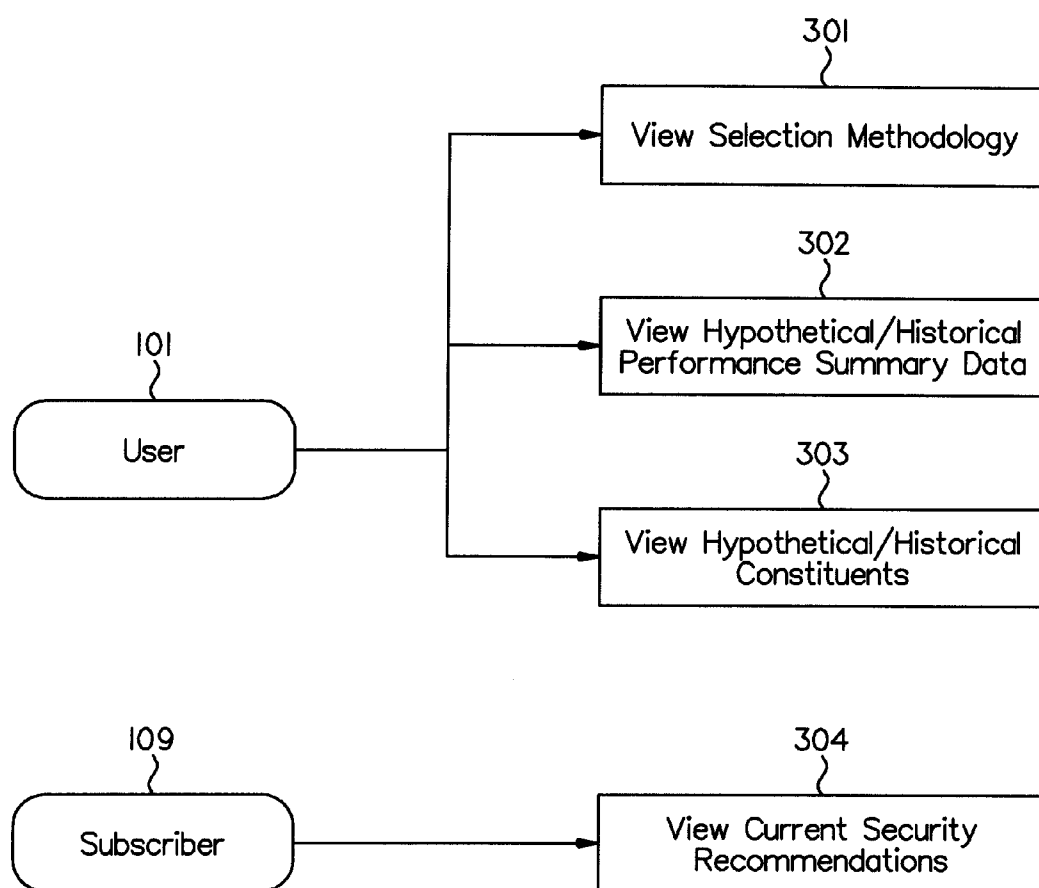 301
View Selection Methodology
302
View Hypothetical/Historical
Performance Summary Data
101
User
303
View Hypothetical/Historical
Constituents
109
Subscriber
304
View Current Security
Recommendations